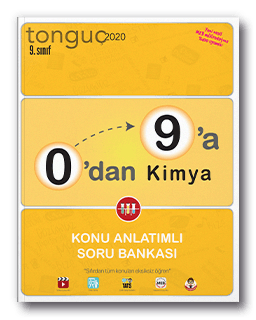 tonguç 2020
9. sınıf
0'dan 9'a Kimya
KONU ANLATIMLI
SORU BANKASI
"Sıfırdan tüm konuları eksiksiz öğren!"